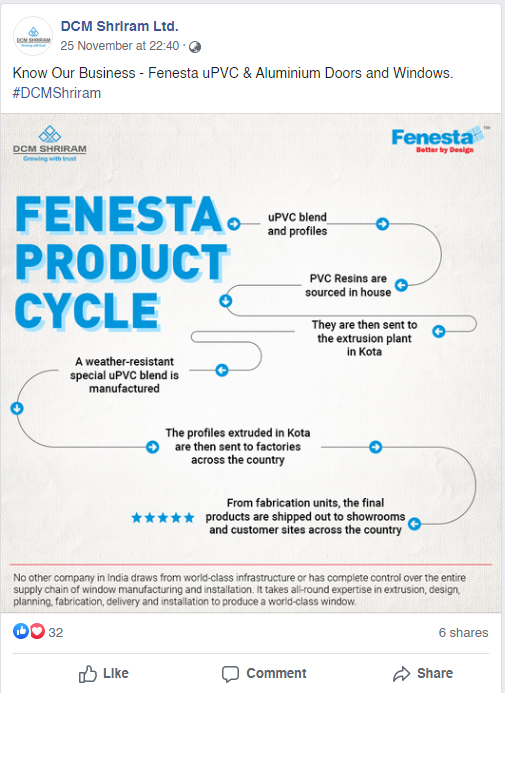 DCM Shriram Ltd.
25 November at 22:40 ·
Know Our Business - Fenesta uPVC & Aluminium Doors and Windows.
#DCMShriram
DCM SHRIRAM
Growing with trust
Fenesta™
Better by Design
FENESTA
PRODUCT
CYCLE
uPVC blend
and profiles
PVC Resins are
sourced in house
They are then sent to
the extrusion plant
in Kota
A weather-resistant
special uPVC blend is
manufactured
The profiles extruded in Kota
are then sent to factories
across the country
From fabrication units, the final
products are shipped out to showrooms
and customer sites across the country
No other company in India draws from world-class infrastructure or has complete control over the entire
supply chain of window manufacturing and installation. It takes all-round expertise in extrusion, design,
planning, fabrication, delivery and installation to produce a world-class window.
32
6 shares
Like
Comment
Share